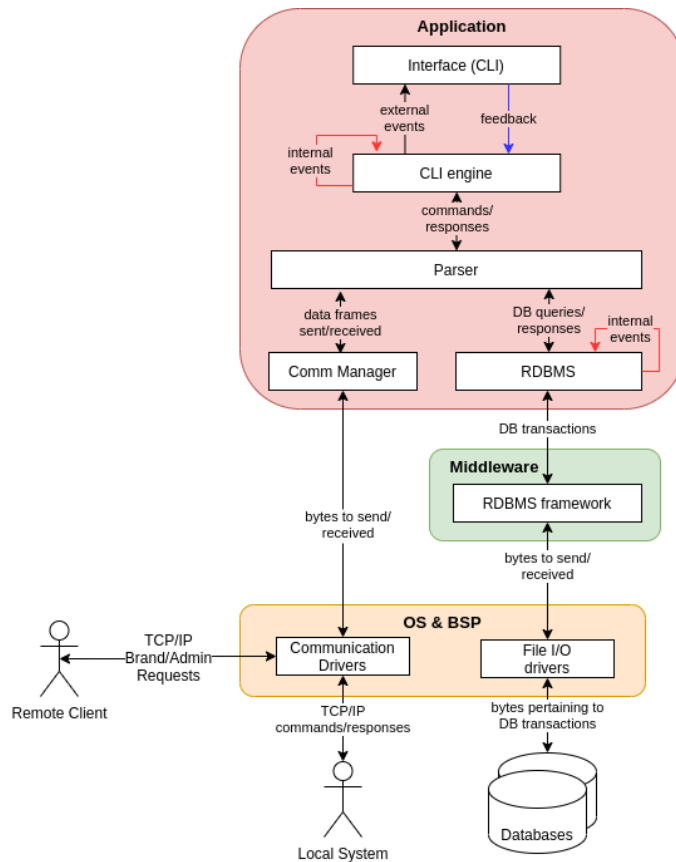 Application
Interface (CLI)
external
events
feedback
internal
events
CLI engine
commands/
responses
Parser
data frames
sent/received
DB queries/
responses
internal
events
Comm Manager
RDBMS
DB transactions
Middleware
RDBMS framework
bytes to send/
received
bytes to send/
received
OS & BSP
Communication
Drivers
File I/O
drivers
TCP/IP
Brand/Admin
Requests
Remote Client
TCP/IP
commands/responses
bytes pertaining to
DB transactions
Local System
Databases